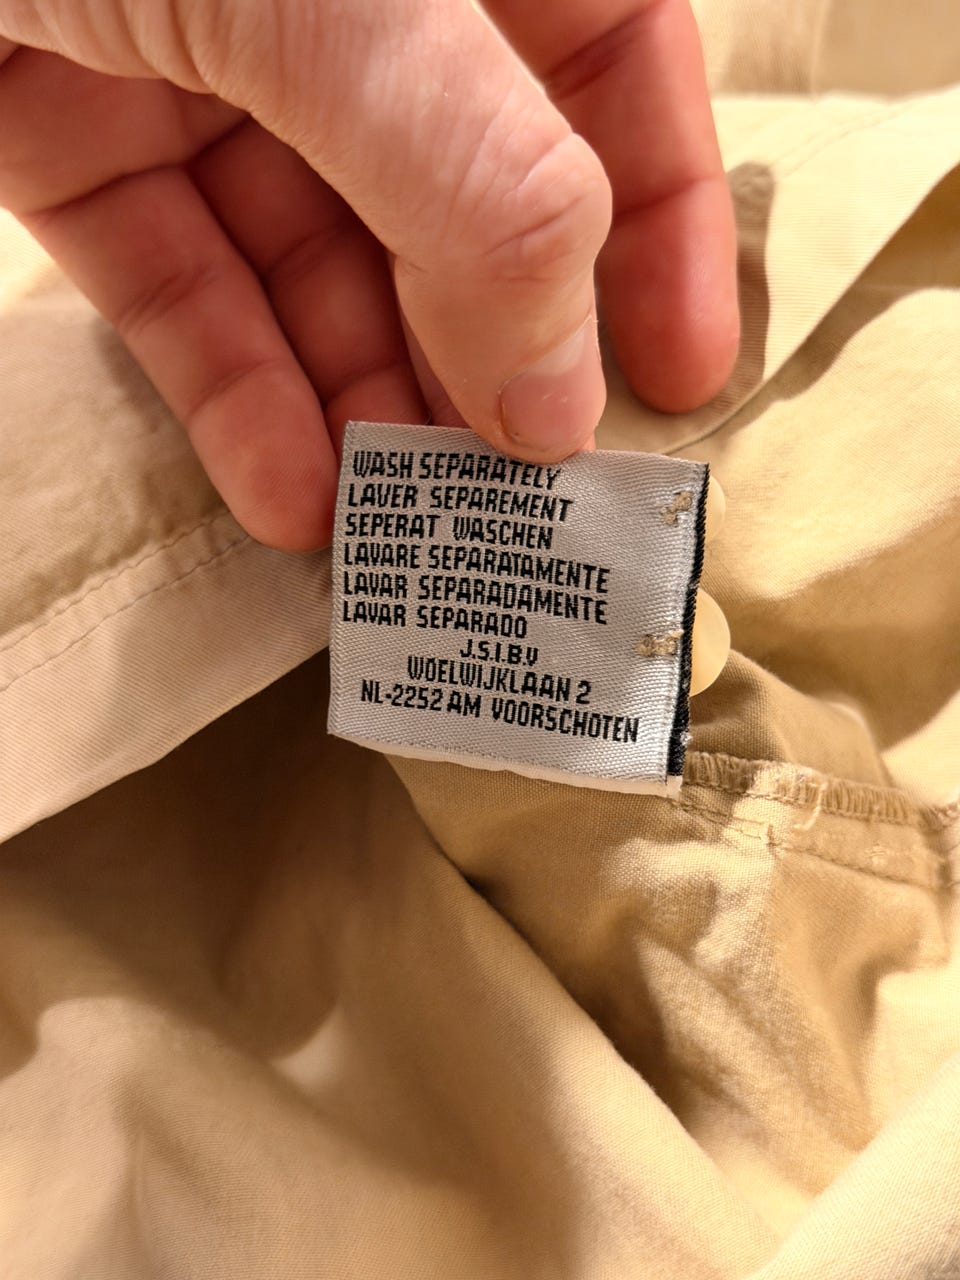 WASH SEPARATELY
LAVER SEPAREMENT
SEPERAT WASCHEN
LAVARE SEPARATAMENTE
LAVAR SEPARADAMENTE
LAVAR SEPARADO
J.S.I.B.V
WOELWIJKLAAN 2
NL-2252 AM VOORSCHOTEN